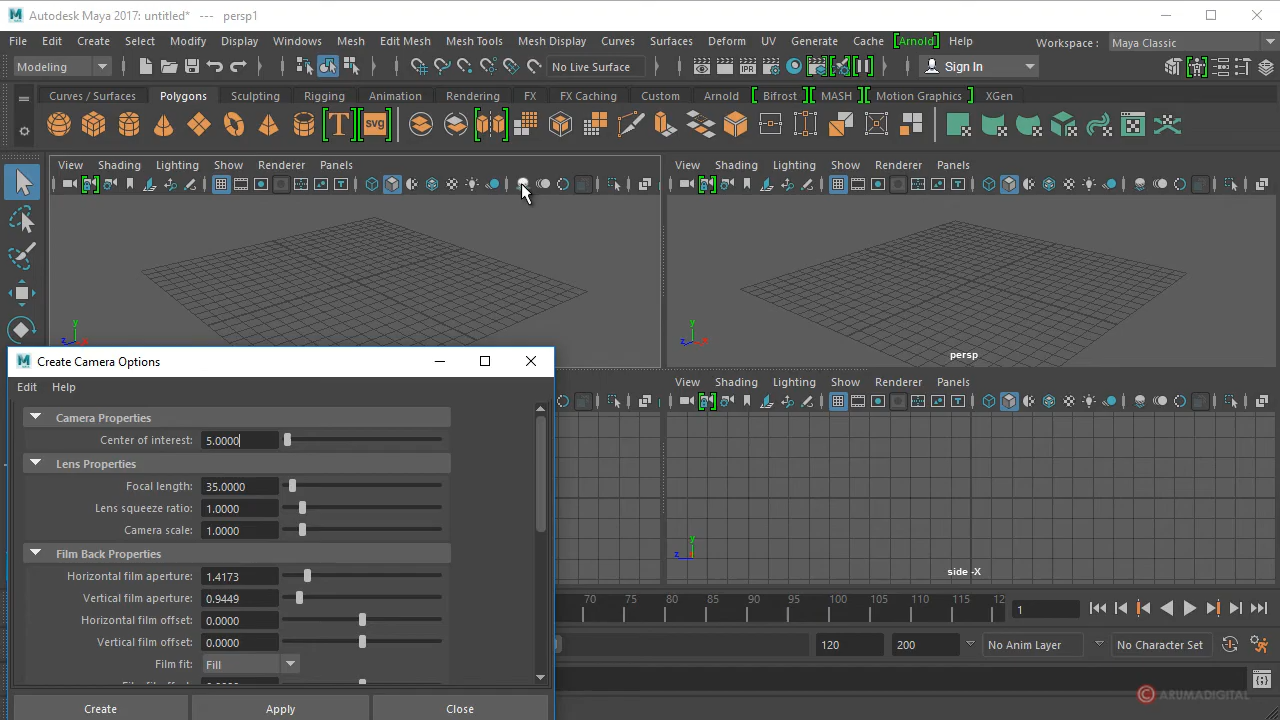 Autodesk Maya 2017: untitled* --- persp1
File Edit Create Select Modify Display Windows Mesh Edit Mesh Mesh Tools Mesh Display Curves Surfaces Deform UV Generate Cache [Arnold] Help Workspace : Maya Classic
Modeling No Live Surface IPR Sign In
Curves / Surfaces Polygons Sculpting Rigging Animation Rendering FX FX Caching Custom Arnold [ Bifrost ] [ MASH ] [ Motion Graphics ] XGen
T SVG
View Shading Lighting Show Renderer Panels
View Shading Lighting Show Renderer Panels
y
z x
y
z x
persp
Create Camera Options
Edit Help
Camera Properties
Center of interest: 5.0000
Lens Properties
Focal length: 35.0000
Lens squeeze ratio: 1.0000
Camera scale: 1.0000
Film Back Properties
Horizontal film aperture: 1.4173
Vertical film aperture: 0.9449
Horizontal film offset: 0.0000
Vertical film offset: 0.0000
Film fit: Fill
Create Apply Close
View Shading Lighting Show Renderer Panels
y
z
side -X
70 75 80 85 90 95 100 105 110 115 12 1
120 200 No Anim Layer No Character Set
© ARUMADIGITAL